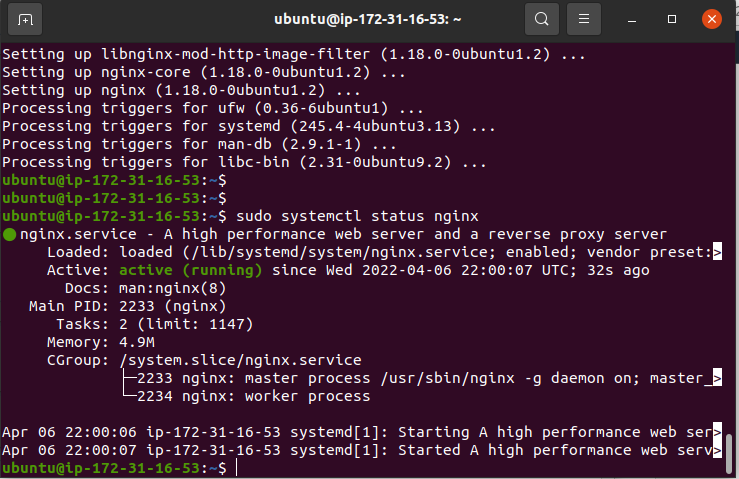 ubuntu@ip-172-31-16-53: ~
Setting up libnginx-mod-http-image-filter (1.18.0-0ubuntu1.2) ...
Setting up nginx-core (1.18.0-0ubuntu1.2) ...
Setting up nginx (1.18.0-0ubuntu1.2) ...
Processing triggers for ufw (0.36-6ubuntu1) ...
Processing triggers for systemd (245.4-4ubuntu3.13) ...
Processing triggers for man-db (2.9.1-1) ...
Processing triggers for libc-bin (2.31-0ubuntu9.2) ...
ubuntu@ip-172-31-16-53:~$
ubuntu@ip-172-31-16-53:~$
ubuntu@ip-172-31-16-53:~$ sudo systemctl status nginx
● nginx.service - A high performance web server and a reverse proxy server
     Loaded: loaded (/lib/systemd/system/nginx.service; enabled; vendor preset:>
     Active: active (running) since Wed 2022-04-06 22:00:07 UTC; 32s ago
       Docs: man:nginx(8)
   Main PID: 2233 (nginx)
      Tasks: 2 (limit: 1147)
     Memory: 4.9M
     CGroup: /system.slice/nginx.service
             ├─2233 nginx: master process /usr/sbin/nginx -g daemon on; master_>
             └─2234 nginx: worker process
Apr 06 22:00:06 ip-172-31-16-53 systemd[1]: Starting A high performance web ser>
Apr 06 22:00:07 ip-172-31-16-53 systemd[1]: Started A high performance web serv>
ubuntu@ip-172-31-16-53:~$